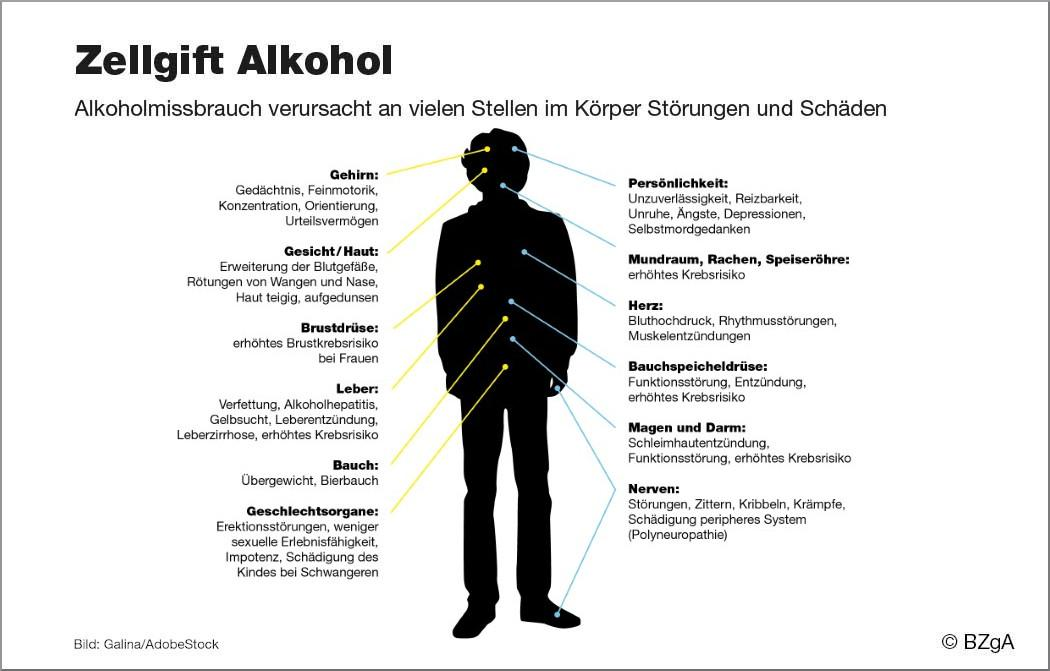 Zellgift Alkohol
Alkoholmissbrauch verursacht an vielen Stellen im Körper Störungen und Schäden
Gehirn:
Gedächtnis, Feinmotorik,
Konzentration, Orientierung,
Urteilsvermögen
Gesicht/Haut:
Erweiterung der Blutgefäße,
Rötungen von Wangen und Nase,
Haut teigig, aufgedunsen
Brustdrüse:
erhöhtes Brustkrebsrisiko
bei Frauen
Leber:
Verfettung, Alkoholhepatitis,
Gelbsucht, Leberentzündung,
Leberzirrhose, erhöhtes Krebsrisiko
Bauch:
Übergewicht, Bierbauch
Geschlechtsorgane:
Erektionsstörungen, weniger
sexuelle Erlebnisfähigkeit,
Impotenz, Schädigung des
Kindes bei Schwangeren
Persönlichkeit:
Unzuverlässigkeit, Reizbarkeit,
Unruhe, Ängste, Depressionen,
Selbstmordgedanken
Mundraum, Rachen, Speiseröhre:
erhöhtes Krebsrisiko
Herz:
Bluthochdruck, Rhythmusstörungen,
Muskelentzündungen
Bauchspeicheldrüse:
Funktionsstörung, Entzündung,
erhöhtes Krebsrisiko
Magen und Darm:
Schleimhautentzündung,
Funktionsstörung, erhöhtes Krebsrisiko
Nerven:
Störungen, Zittern, Kribbeln, Krämpfe,
Schädigung peripheres System
(Polyneuropathie)
Bild: Galina/AdobeStock
© BZgA